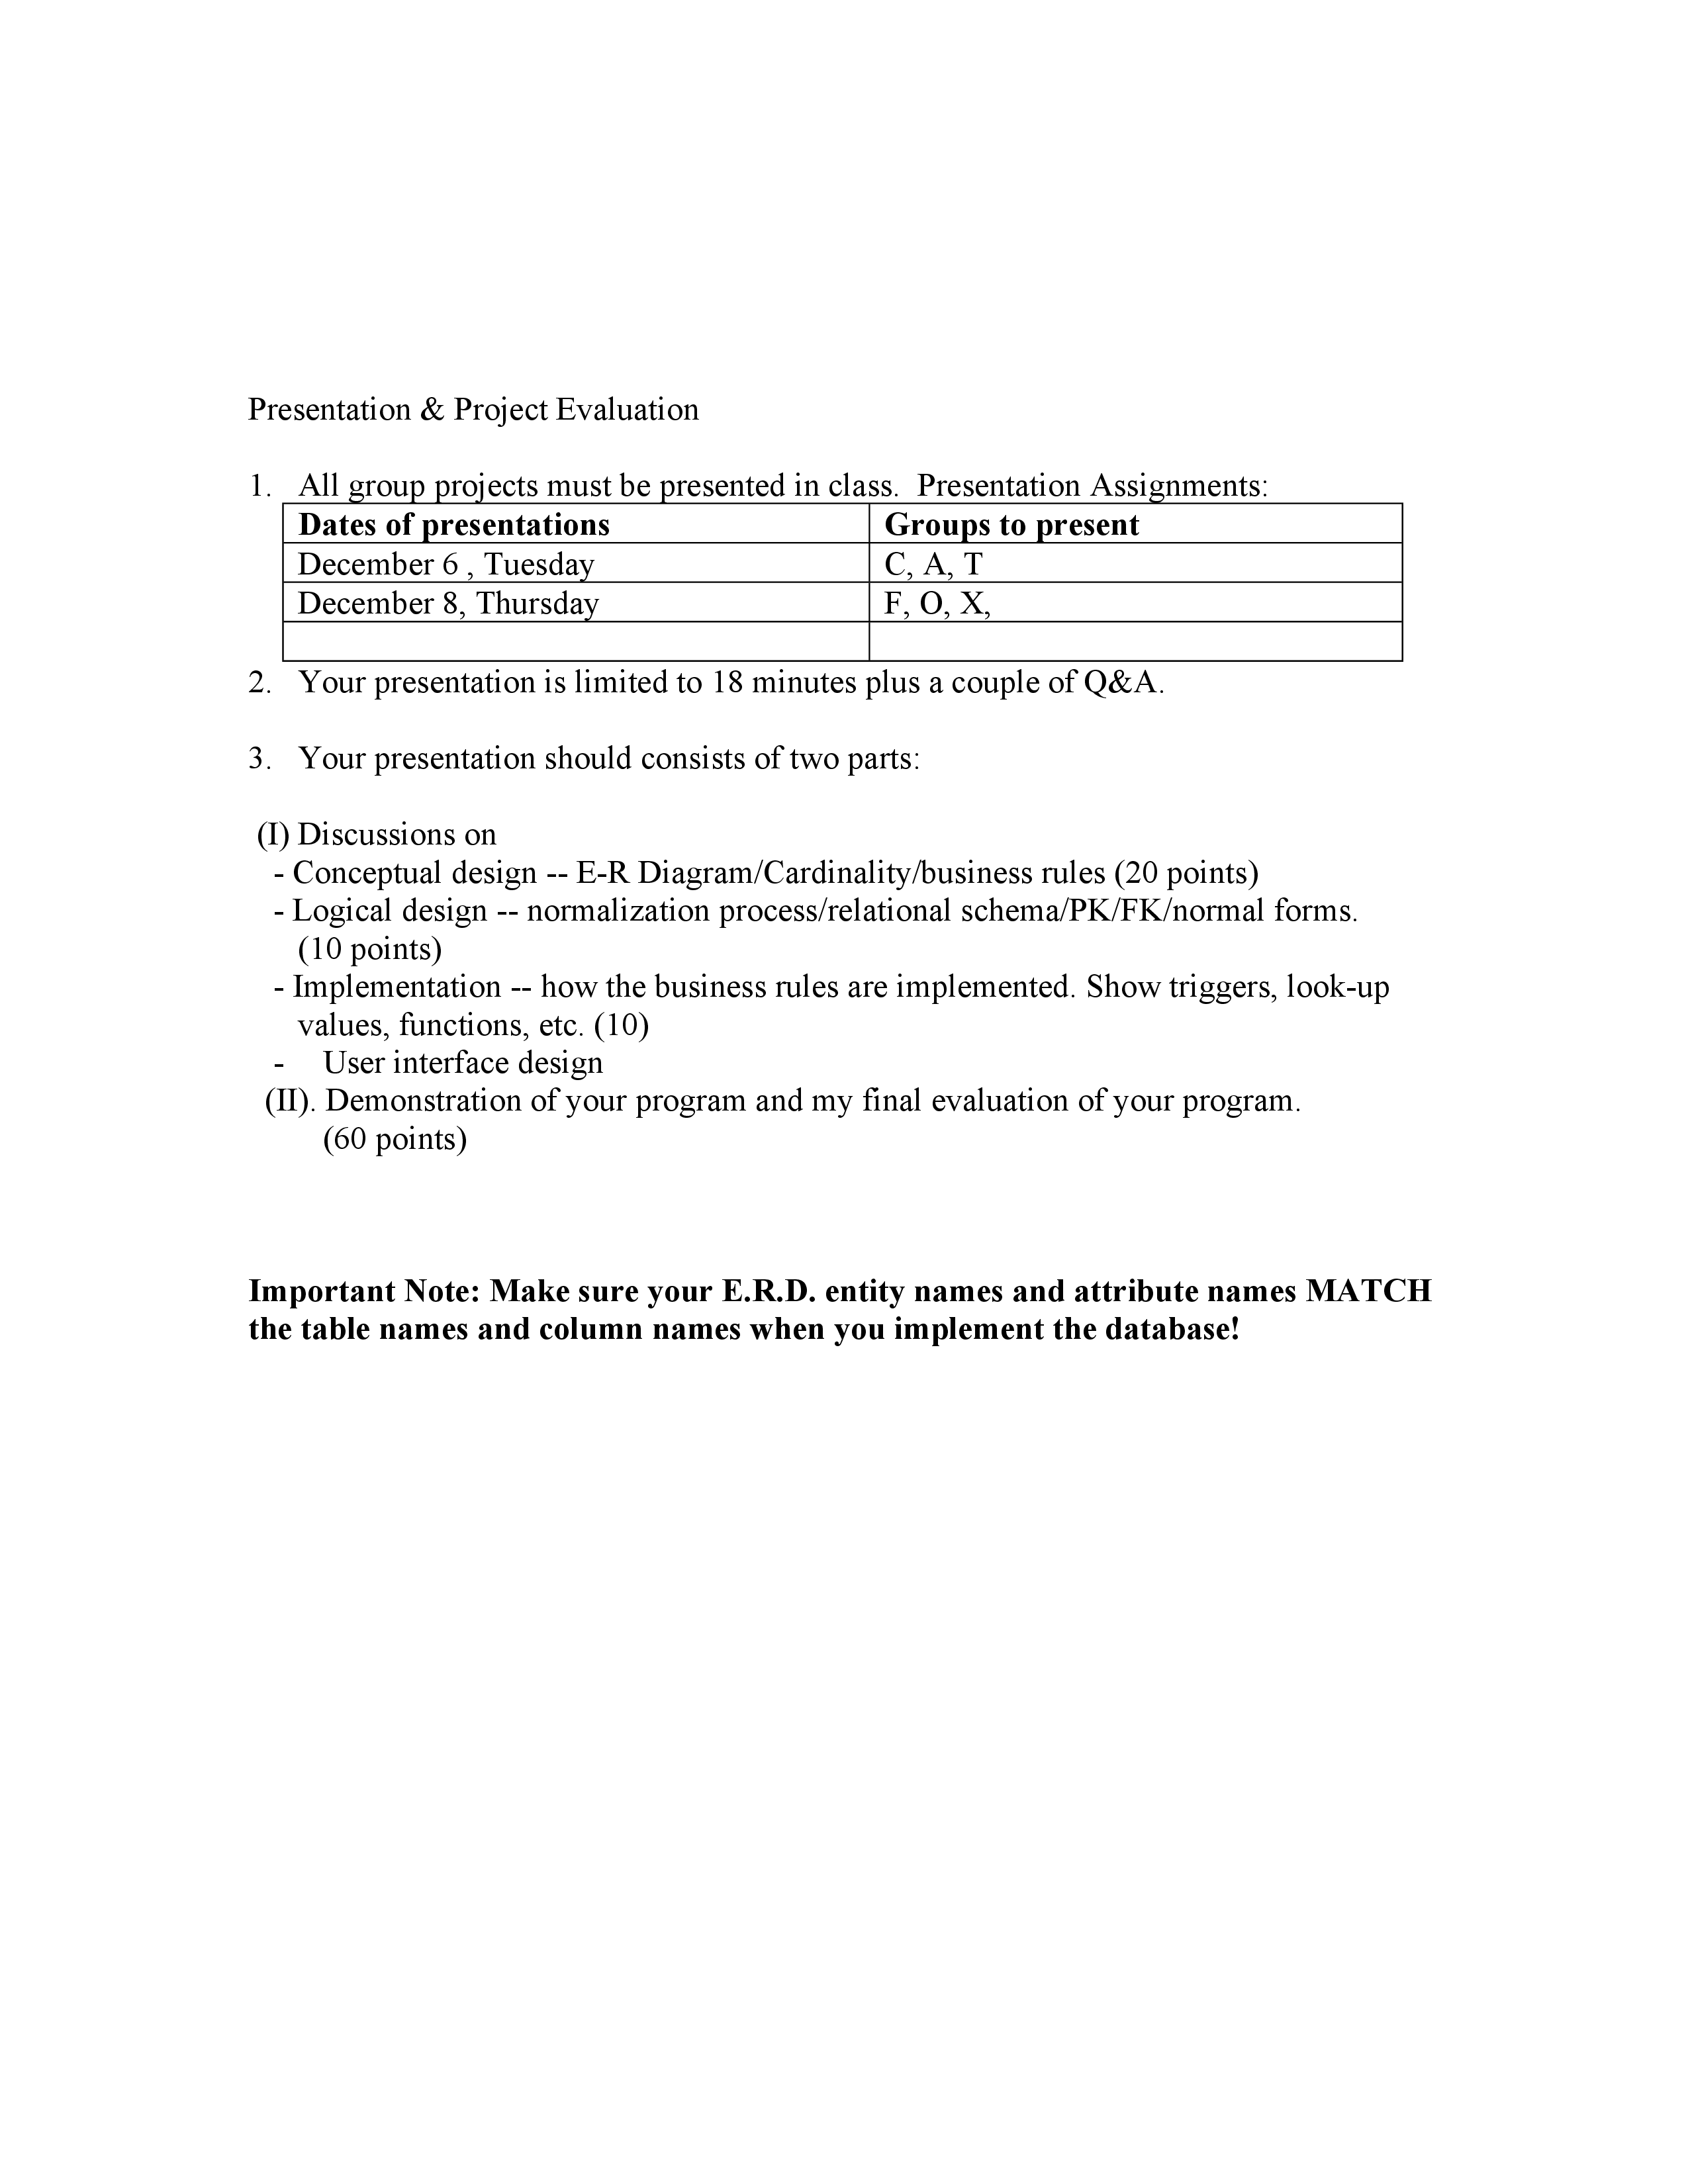 Presentation & Project Evaluation
1. All group projects must be presented in class.  Presentation Assignments:
Dates of presentations Groups to present
December 6 , Tuesday C, A, T
December 8, Thursday F, O, X,
2. Your presentation is limited to 18 minutes plus a couple of Q&A.
3. Your presentation should consists of two parts:
(I) Discussions on
- Conceptual design -- E-R Diagram/Cardinality/business rules (20 points)
- Logical design -- normalization process/relational schema/PK/FK/normal forms.
(10 points)
- Implementation -- how the business rules are implemented. Show triggers, look-up
values, functions, etc. (10)
- User interface design
(II). Demonstration of your program and my final evaluation of your program.
(60 points)
Important Note: Make sure your E.R.D. entity names and attribute names MATCH
the table names and column names when you implement the database!